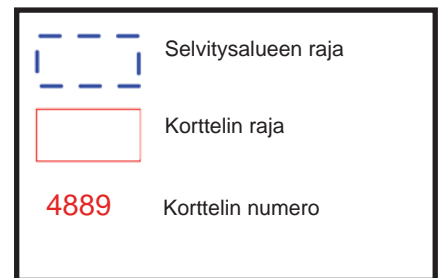 Selvitysalueen raja
Korttelin raja
4889 Korttelin numero